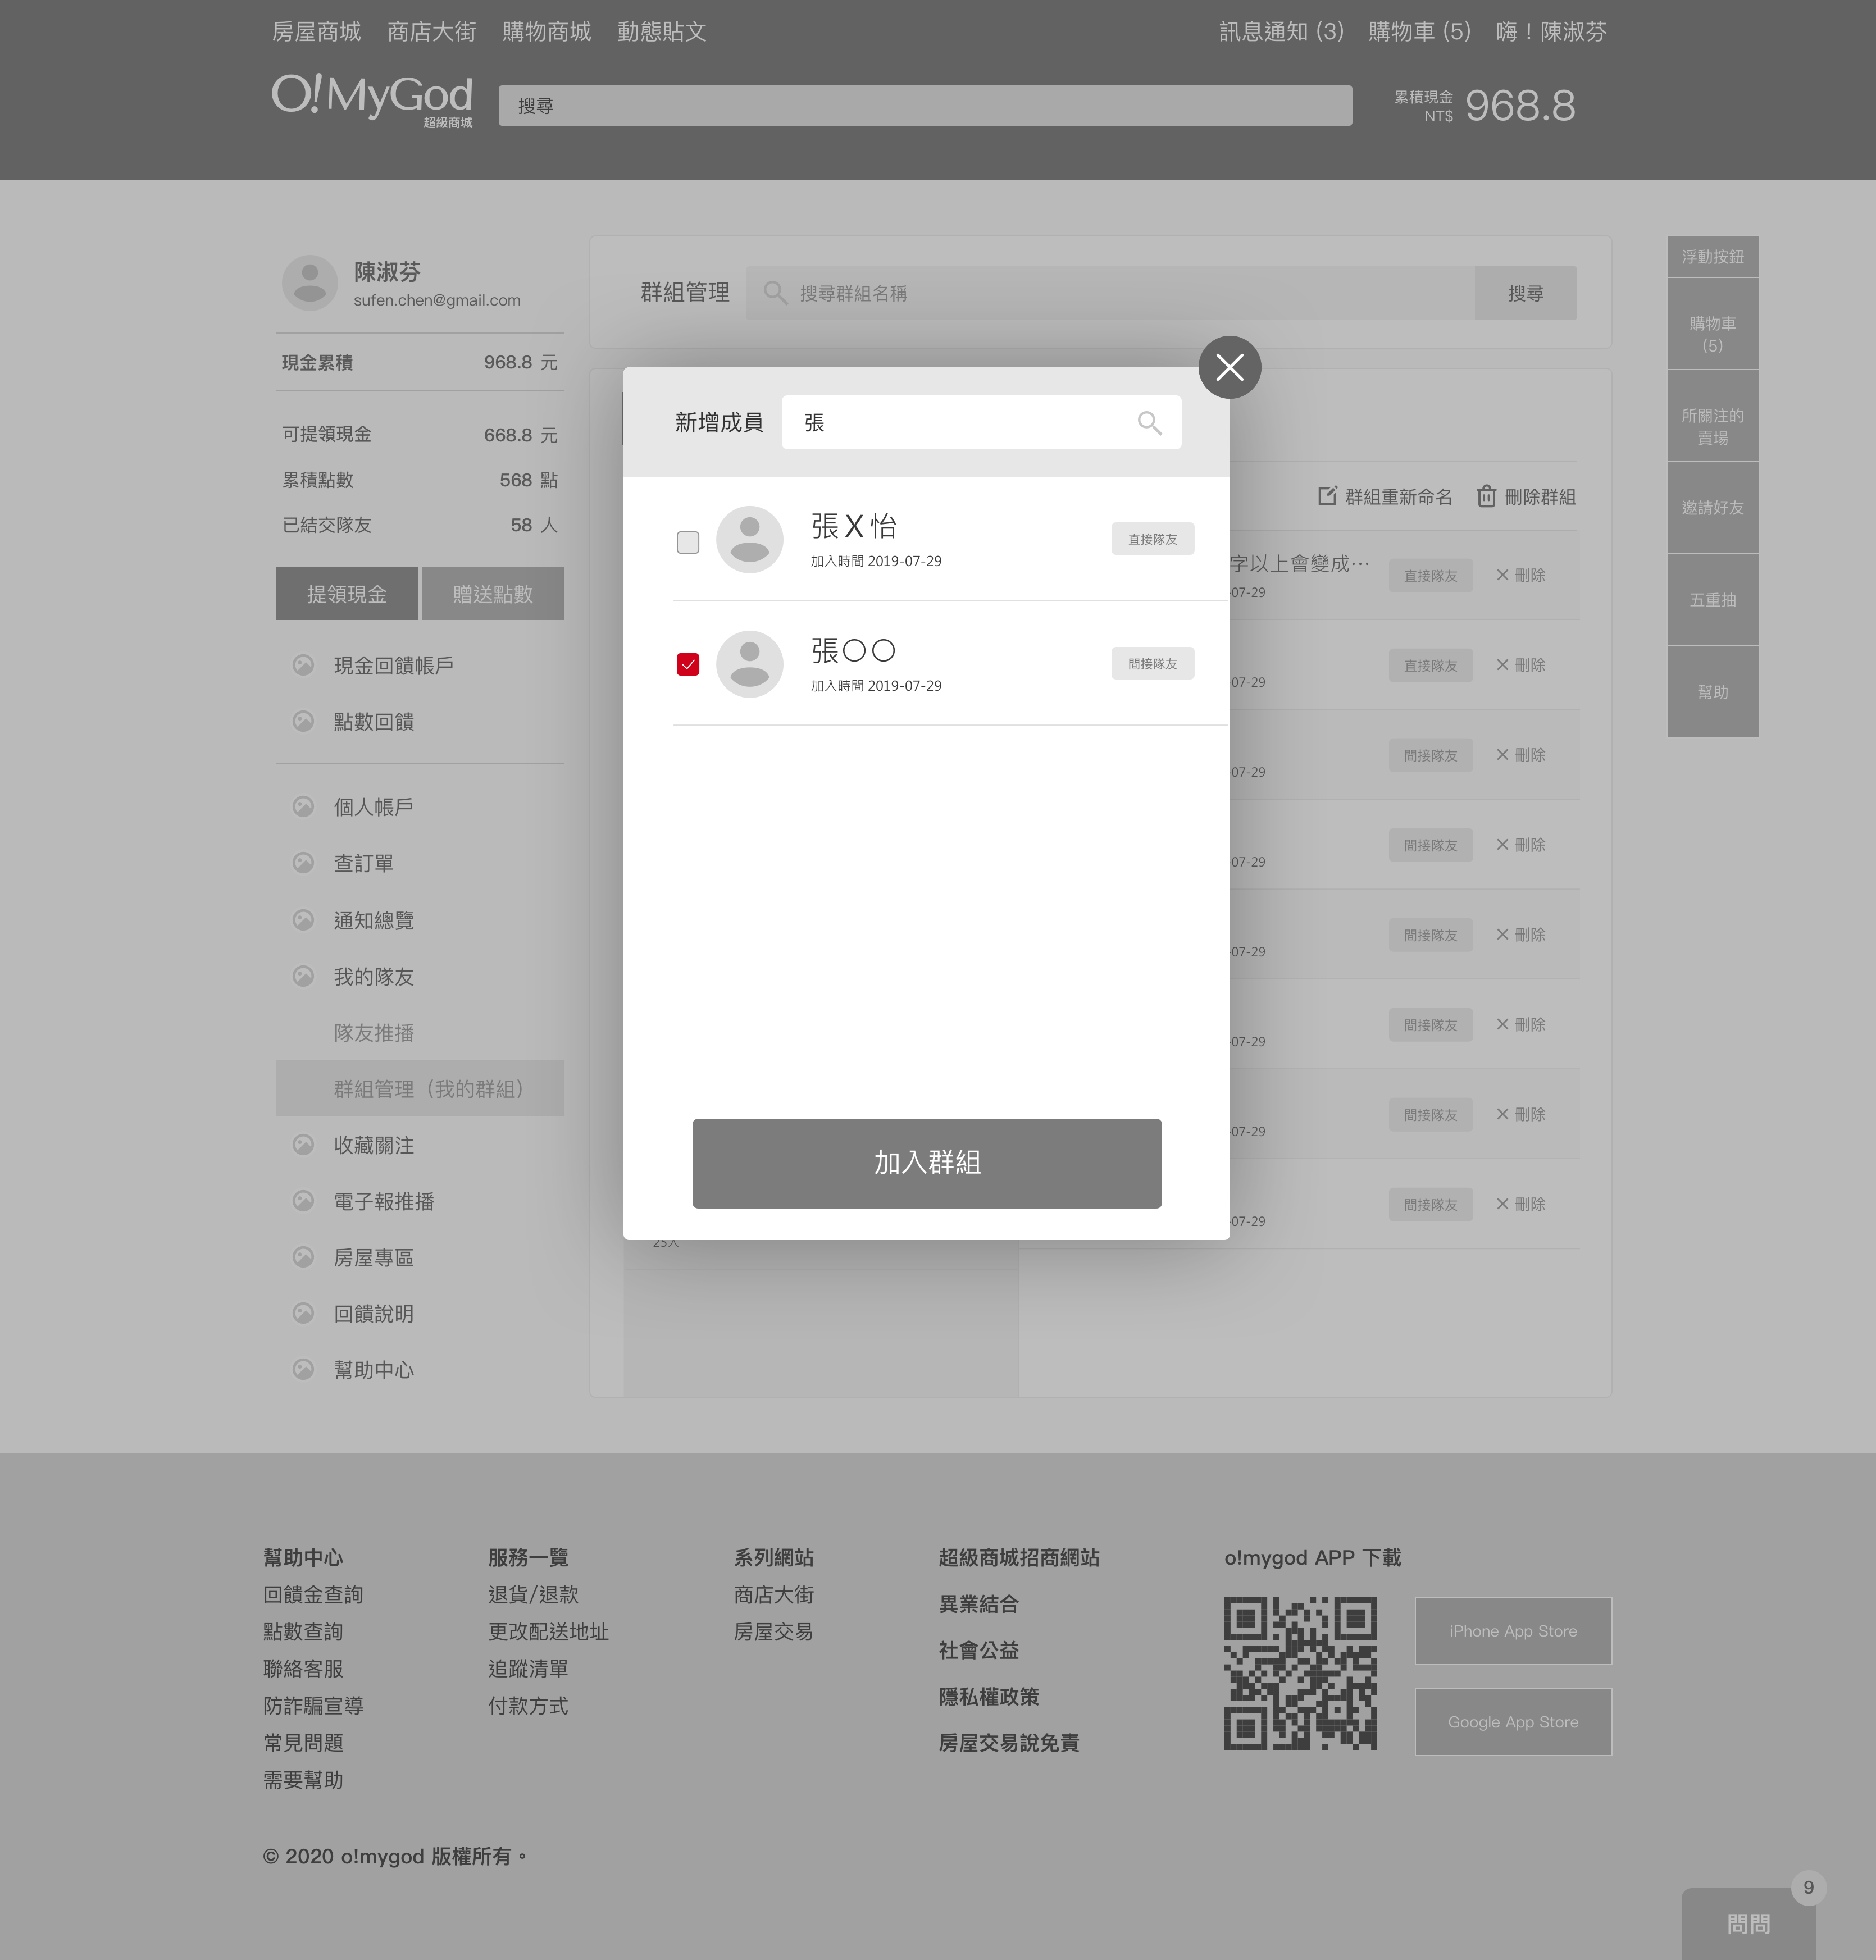 房屋商城 商店大街 購物商城 動態貼文 訊息通知 (3) 購物車 (5) 嗨！陳淑芬
O!MyGod
超級商城
搜尋
累積現金
NT$
968.8
陳淑芬
sufen.chen@gmail.com
現金累積 968.8 元
可提領現金 668.8 元
累積點數 568 點
已結交隊友 58 人
提領現金 贈送點數
現金回饋帳戶
點數回饋
個人帳戶
查訂單
通知總覽
我的隊友
隊友推播
群組管理（我的群組）
收藏關注
電子報推播
房屋專區
回饋說明
幫助中心
群組管理
搜尋群組名稱
搜尋
新增成員
張
張 X 怡
加入時間 2019-07-29
直接隊友
張〇〇
加入時間 2019-07-29
間接隊友
加入群組
群組重新命名 刪除群組
字以上會變成⋯
07-29
直接隊友 刪除
直接隊友 刪除
07-29
間接隊友 刪除
07-29
間接隊友 刪除
07-29
間接隊友 刪除
07-29
間接隊友 刪除
07-29
間接隊友 刪除
07-29
間接隊友 刪除
07-29
25人
浮動按鈕
購物車
(5)
所關注的
賣場
邀請好友
五重抽
幫助
幫助中心
回饋金查詢
點數查詢
聯絡客服
防詐騙宣導
常見問題
需要幫助
服務一覽
退貨/退款
更改配送地址
追蹤清單
付款方式
系列網站
商店大街
房屋交易
超級商城招商網站
異業結合
社會公益
隱私權政策
房屋交易說免責
o!mygod APP 下載
iPhone App Store
Google App Store
© 2020 o!mygod 版權所有。
9
問問